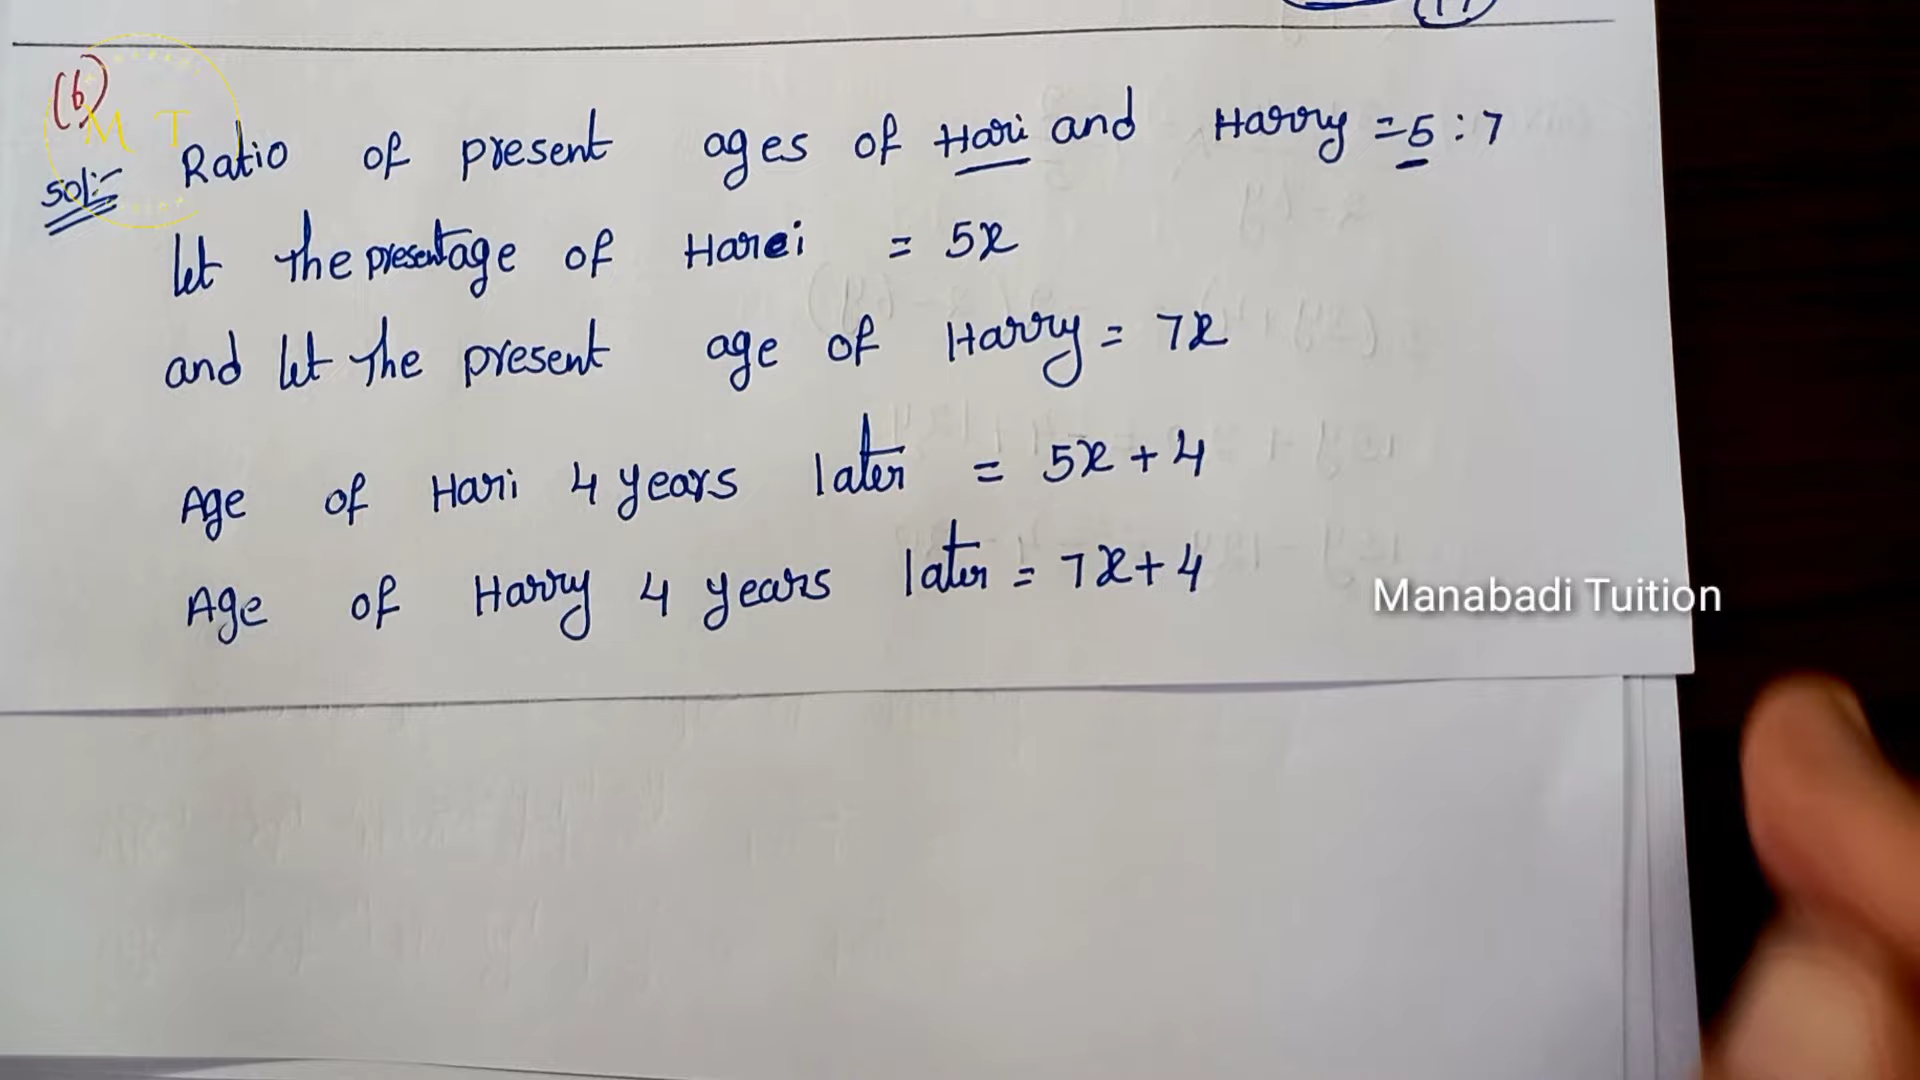 (6)
M T
Sol:- Ratio of present ages of Hari and Harry = 5 : 7
let the present age of Harei = 5x
and let the present age of Harry = 7x
Age of Hari 4 years later = 5x + 4
Age of Harry 4 years later = 7x + 4
Manabadi Tuition